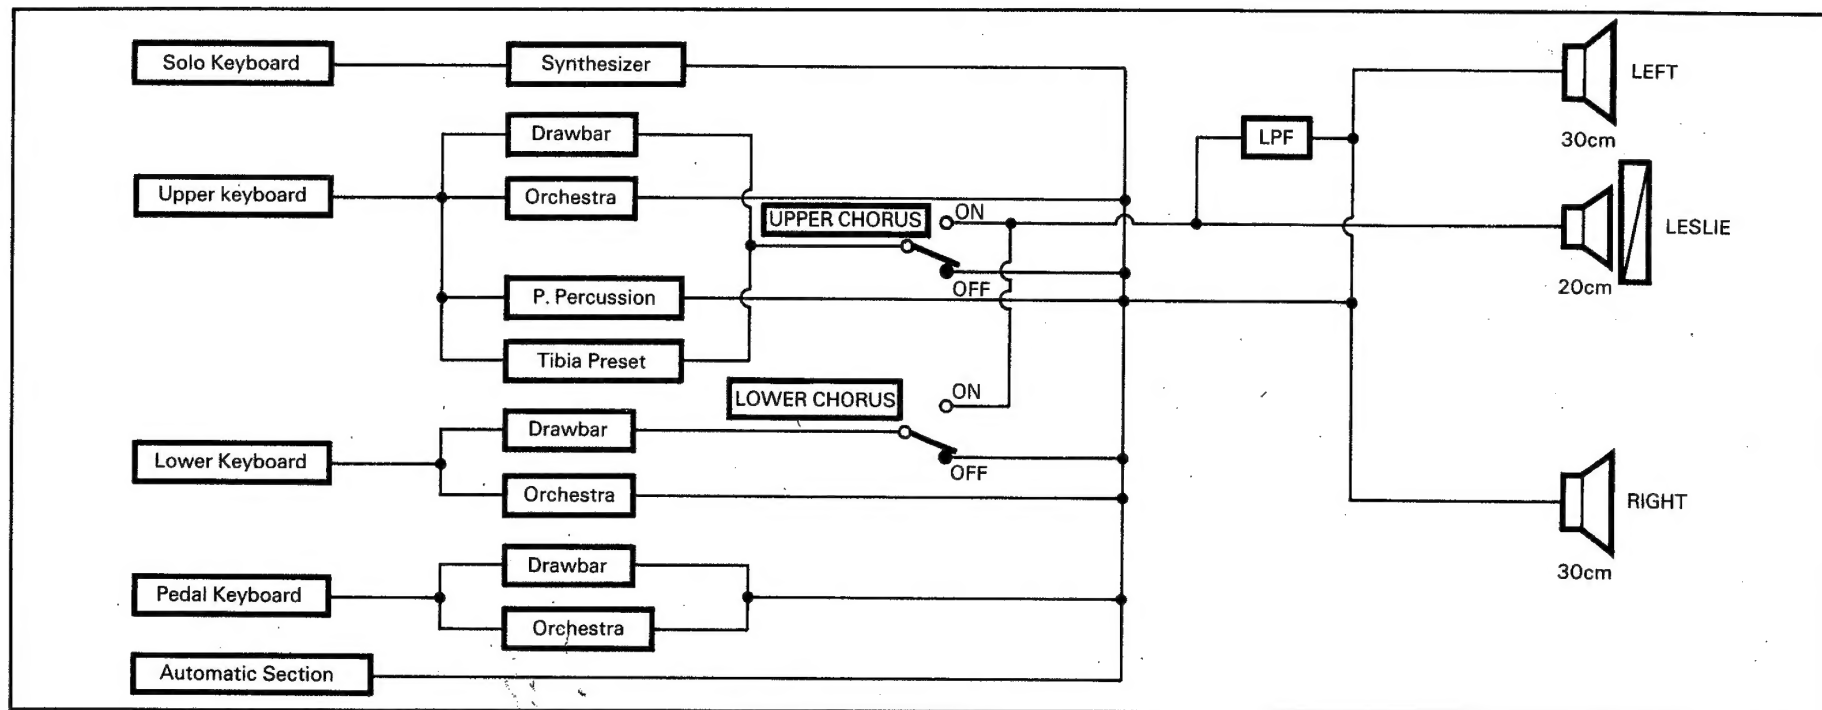 Solo Keyboard
Synthesizer
LEFT
30cm
Drawbar
LPF
Upper keyboard
Orchestra
UPPER CHORUS
ON
OFF
LESLIE
20cm
P. Percussion
Tibia Preset
LOWER CHORUS
ON
OFF
Lower Keyboard
Drawbar
Orchestra
RIGHT
30cm
Pedal Keyboard
Drawbar
Orchestra
Automatic Section